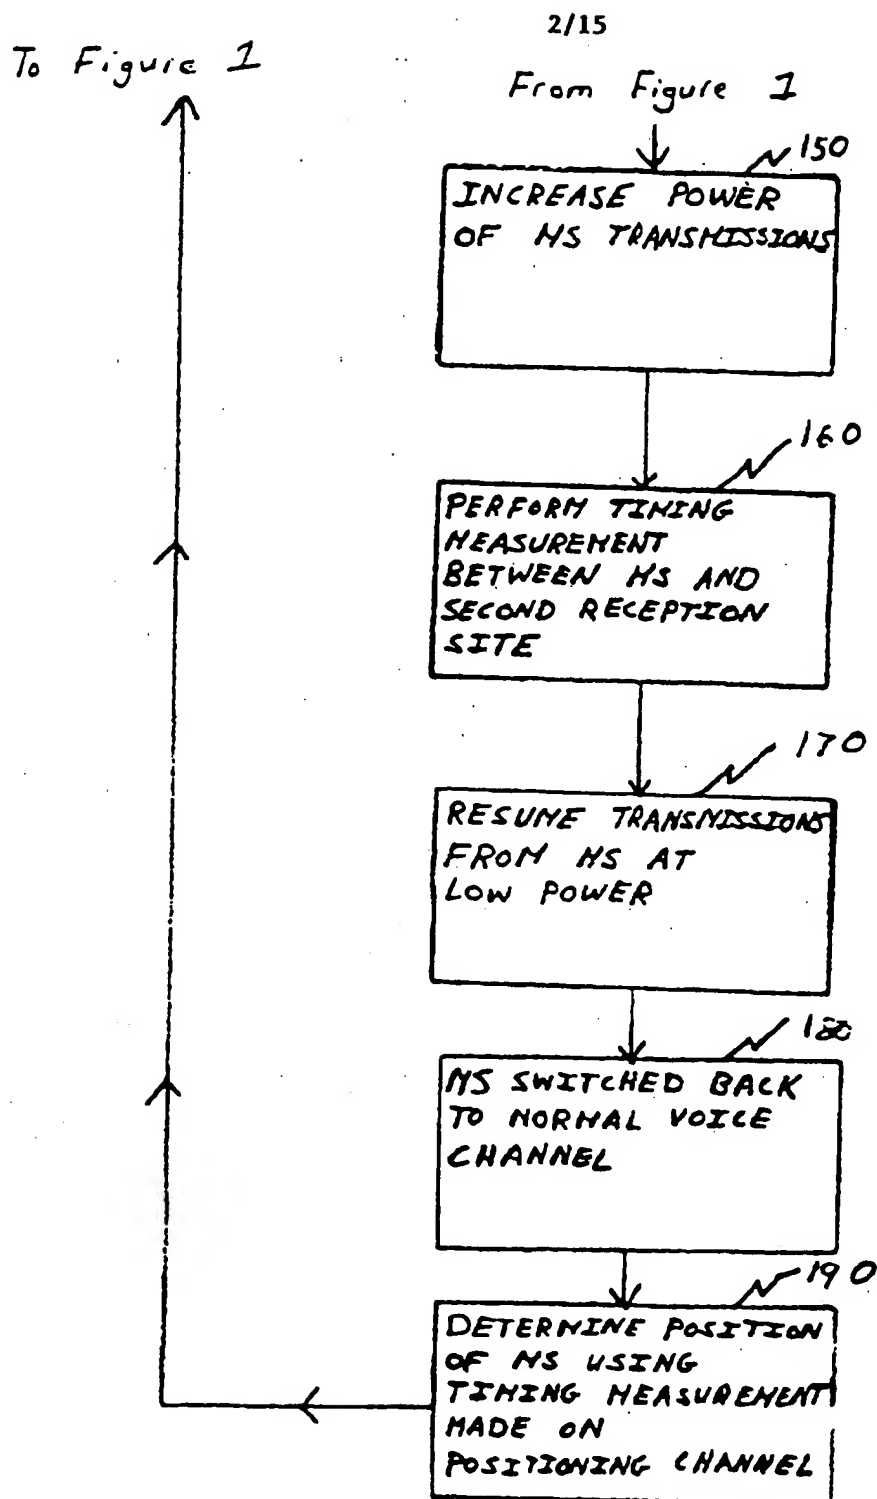 2/15
To Figure 1
From Figure 1
150
INCREASE POWER
OF MS TRANSMISSIONS
160
PERFORM TIMING
MEASUREMENT
BETWEEN MS AND
SECOND RECEPTION
SITE
170
RESUME TRANSMISSIONS
FROM MS AT
LOW POWER
180
MS SWITCHED BACK
TO NORMAL VOICE
CHANNEL
190
DETERMINE POSITION
OF MS USING
TIMING MEASUREMENT
MADE ON
POSITIONING CHANNEL